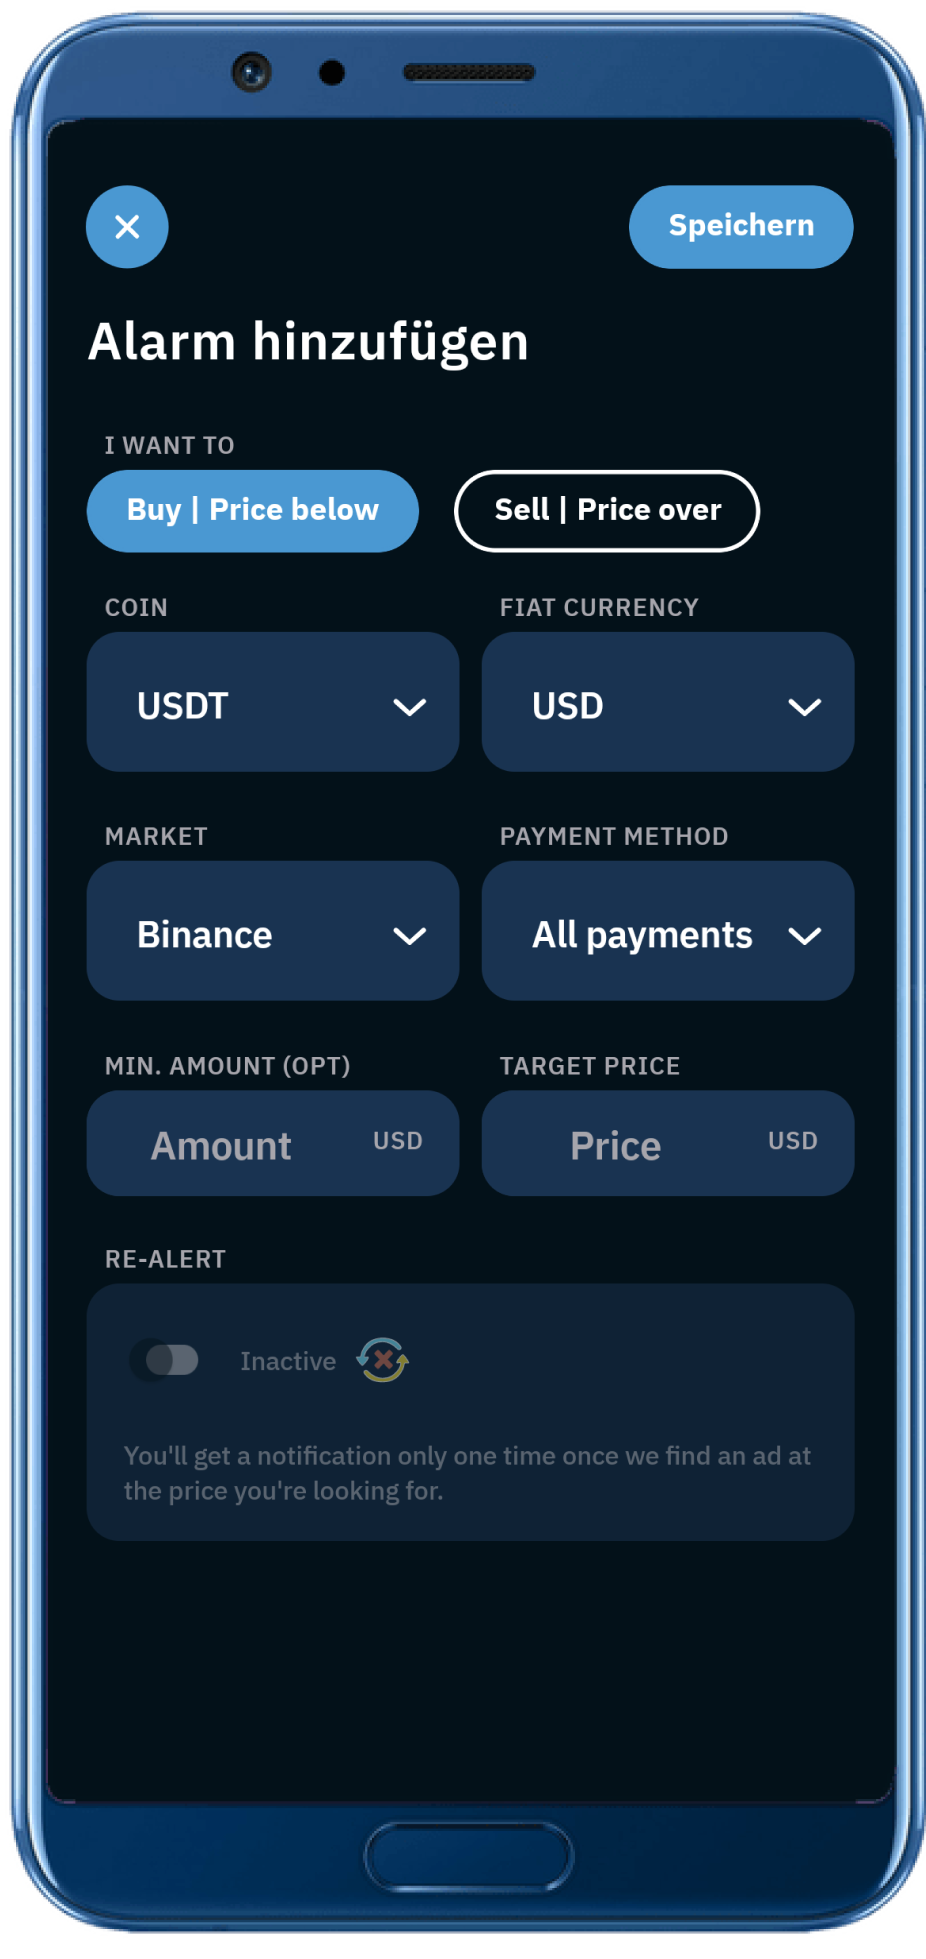 Speichern
Alarm hinzufügen
I WANT TO
Buy | Price below
Sell | Price over
COIN
FIAT CURRENCY
USDT
USD
MARKET
PAYMENT METHOD
Binance
All payments
MIN. AMOUNT (OPT)
TARGET PRICE
Amount USD
Price USD
RE-ALERT
Inactive
You'll get a notification only one time once we find an ad at
the price you're looking for.